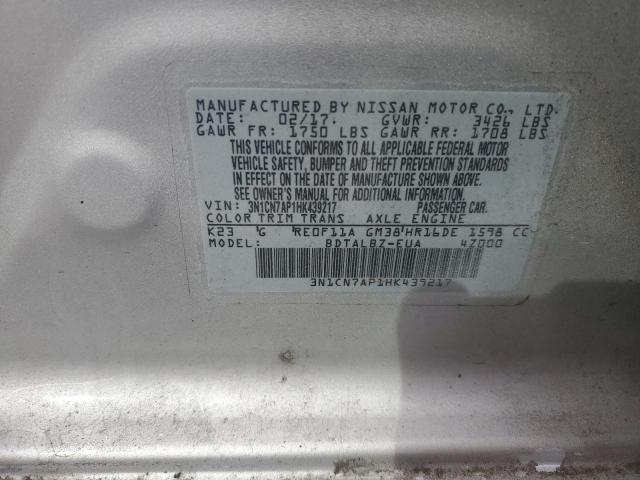 MANUFACTURED BY NISSAN MOTOR CO., LTD.
DATE: 02/17. GVWR: 3426 LBS
GAWR FR: 1750 LBS GAWR RR: 1708 LBS
THIS VEHICLE CONFORMS TO ALL APPLICABLE FEDERAL MOTOR
VEHICLE SAFETY, BUMPER AND THEFT PREVENTION STANDARDS
IN EFFECT ON THE DATE OF MANUFACTURE SHOWN ABOVE.
SEE OWNER'S MANUAL FOR ADDITIONAL INFORMATION.
VIN: 3N1CN7AP1HK439217 PASSENGER CAR.
COLOR TRIM TRANS AXLE ENGINE
K23 G RE0F11A GM38 HR16DE 1598 CC
MODEL: BDTALBZ-EUA 4Z000
3N1CN7AP1HK439217